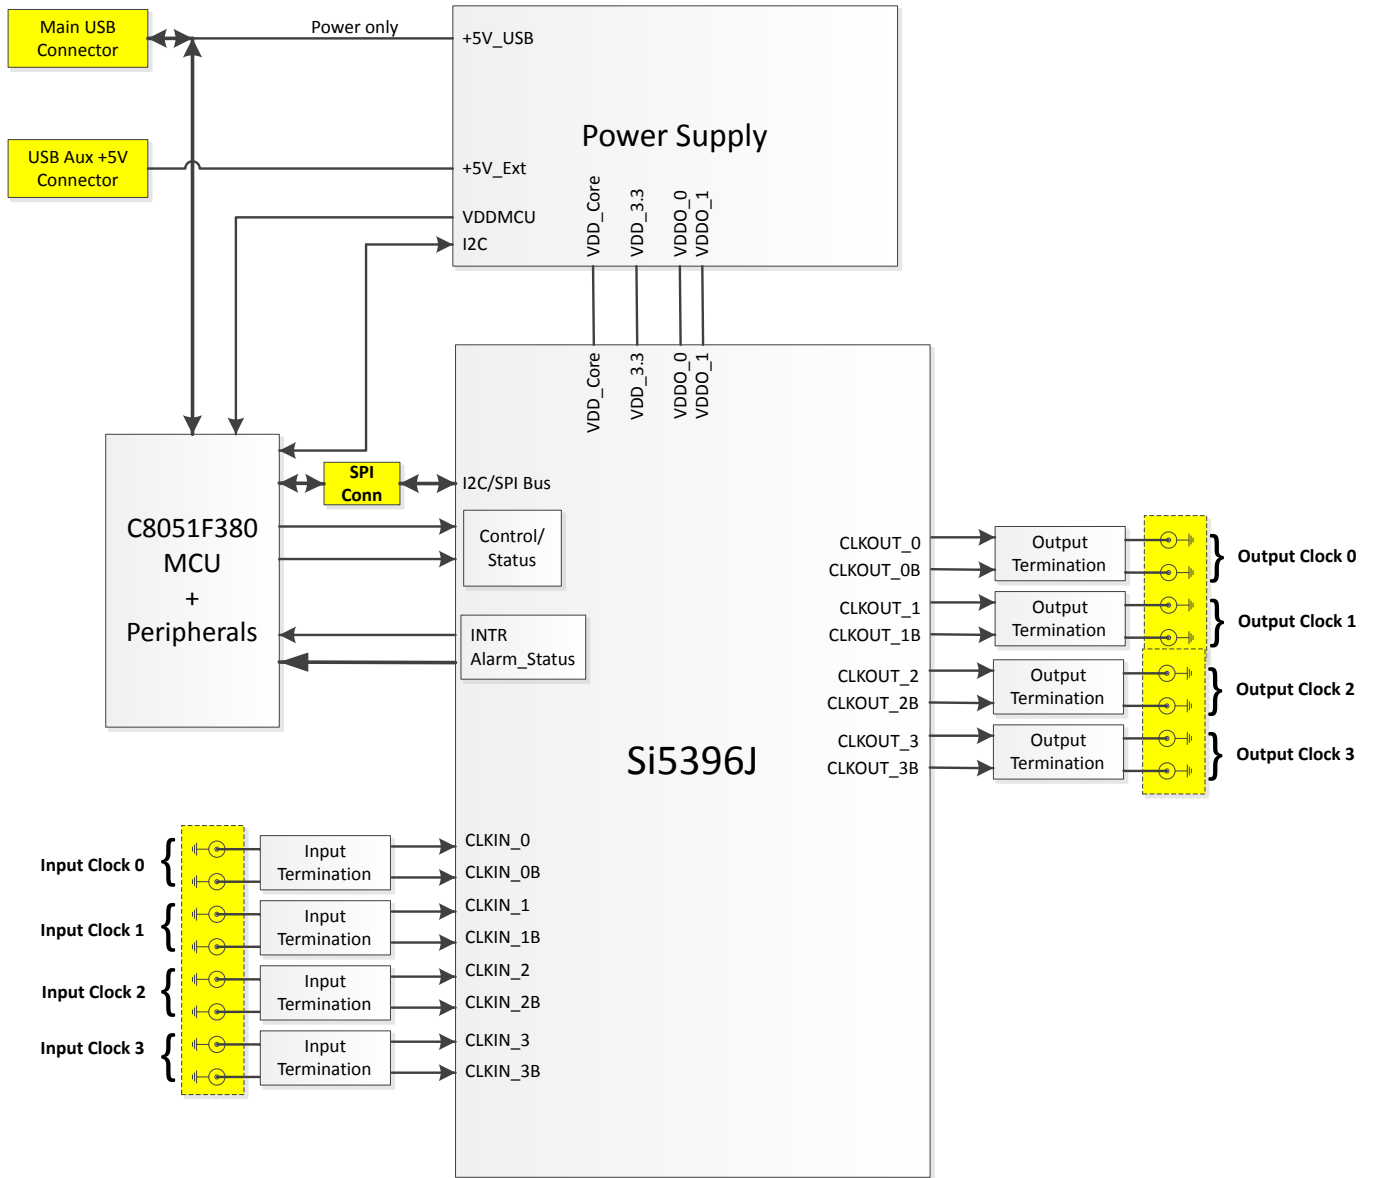 Main USB
Connector
Power only
+5V_USB
Power Supply
USB Aux +5V
Connector
+5V_Ext
VDDMCU
I2C
VDD_Core
VDD_3.3
VDDO_0
VDDO_1
VDD_Core
VDD_3.3
VDDO_0
VDDO_1
C8051F380
MCU
+
Peripherals
SPI
Conn
I2C/SPI Bus
Control/
Status
INTR
Alarm_Status
Si5396J
CLKOUT_0
CLKOUT_0B
CLKOUT_1
CLKOUT_1B
CLKOUT_2
CLKOUT_2B
CLKOUT_3
CLKOUT_3B
Output
Termination
Output
Termination
Output
Termination
Output
Termination
Output Clock 0
Output Clock 1
Output Clock 2
Output Clock 3
Input Clock 0
Input Clock 1
Input Clock 2
Input Clock 3
Input
Termination
Input
Termination
Input
Termination
Input
Termination
CLKIN_0
CLKIN_0B
CLKIN_1
CLKIN_1B
CLKIN_2
CLKIN_2B
CLKIN_3
CLKIN_3B